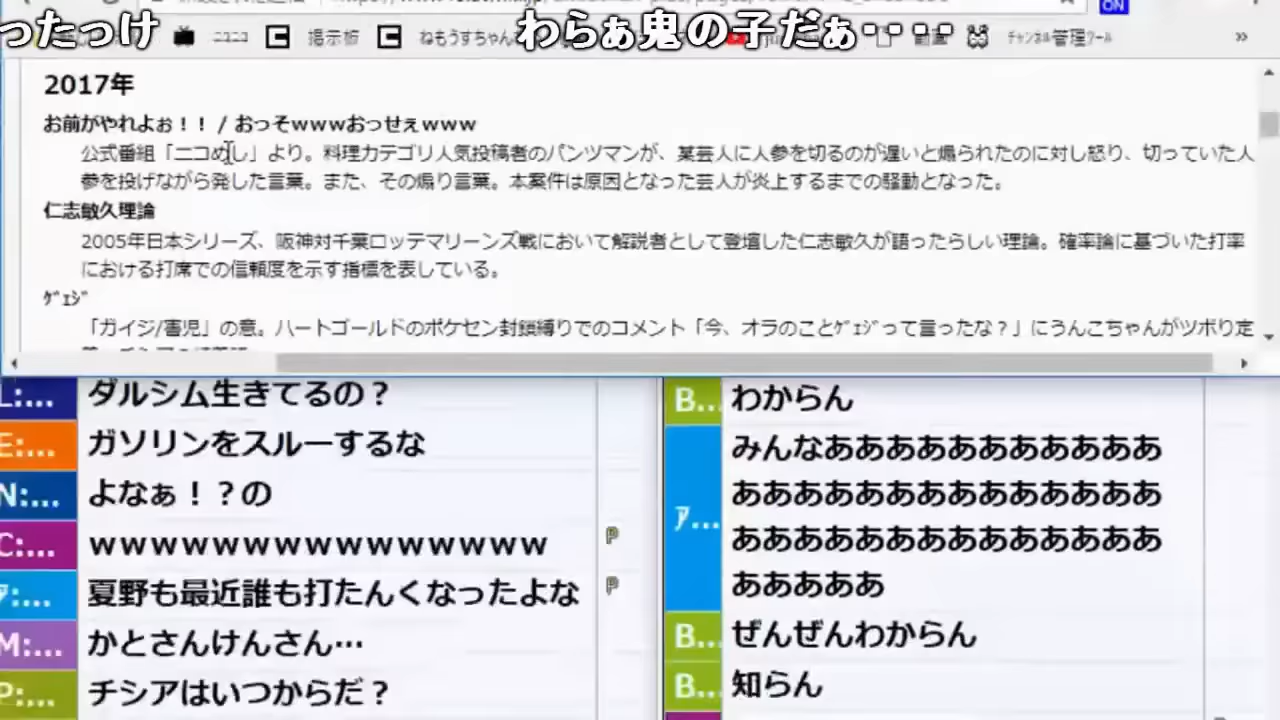 ったっけ
わらぁ鬼の子だぁ・・・・
ON
ﾆｺﾆｺ
掲示板
ねもうすちゃん
ﾁｬﾝﾈﾙ管理ﾂｰﾙ
»
2017年
お前がやれよぉ！！ / おっそwwwおっせぇwww
公式番組「ニコめし」より。料理カテゴリ人気投稿者のパンツマンが、某芸人に人参を切るのが遅いと煽られたのに対し怒り、切っていた人
参を投げながら発した言葉。また、その煽り言葉。本案件は原因となった芸人が炎上するまでの騒動となった。
仁志敏久理論
2005年日本シリーズ、阪神対千葉ロッテマリーンズ戦において解説者として登壇した仁志敏久が語ったらしい理論。確率論に基づいた打率
における打席での信頼度を示す指標を表している。
ｹﾞｪｼﾞ
「ガイジ/害児」の意。ハートゴールドのポケセン封鎖縛りでのコメント「今、オラのことｹﾞｪｼﾞって言ったな？」にうんこちゃんがツボり定
L:...
ダルシム生きてるの？
E:...
ガソリンをスルーするな
N:...
よなぁ！？の
C:...
ｗｗｗｗｗｗｗｗｗｗｗｗｗｗｗ
P
ｱ:...
夏野も最近誰も打たんくなったよな
P
M:...
かとさんけんさん…
P:...
チシアはいつからだ？
B...
わからん
ｱ...
みんなあああああああああああ
ああああああああああああああ
ああああああああああああああ
あああああ
B...
ぜんぜんわからん
B...
知らん